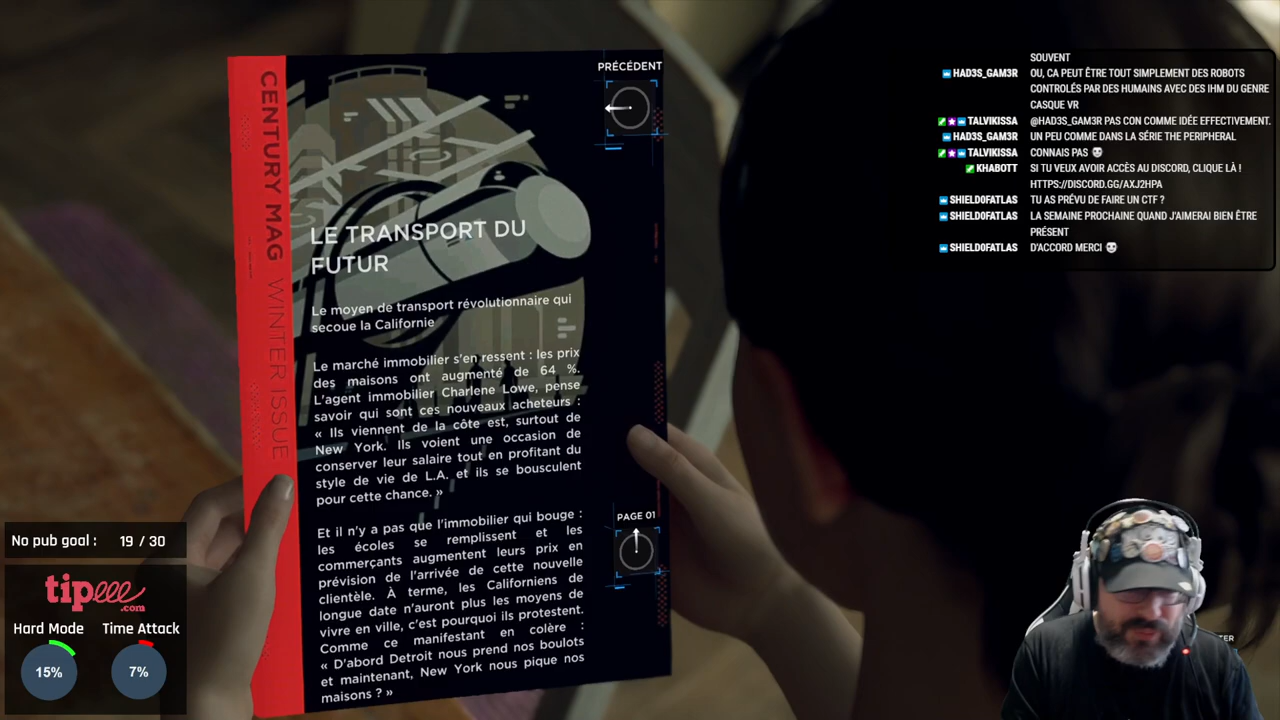 CENTURY MAG WINTER ISSUE
PRÉCÉDENT
LE TRANSPORT DU
FUTUR
Le moyen de transport révolutionnaire qui
secoue la Californie
Le marché immobilier s'en ressent : les prix
des maisons ont augmenté de 64 %.
L'agent immobilier Charlene Lowe, pense
savoir qui sont ces nouveaux acheteurs :
« Ils viennent de la côte est, surtout de
New York. Ils voient une occasion de
conserver leur salaire tout en profitant du
style de vie de L.A. et ils se bousculent
pour cette chance. »
Et il n'y a pas que l'immobilier qui bouge :
les écoles se remplissent et les
commerçants augmentent leurs prix en
prévision de l'arrivée de cette nouvelle
clientèle. À terme, les Californiens de
longue date n'auront plus les moyens de
vivre en ville, c'est pourquoi ils protestent.
Comme ce manifestant en colère :
« D'abord Detroit nous prend nos boulots
et maintenant, New York nous pique nos
maisons ? »
PAGE 01
SOUVENT
HAD3S_GAM3R OU, CA PEUT ÊTRE TOUT SIMPLEMENT DES ROBOTS
CONTROLÉS PAR DES HUMAINS AVEC DES IHM DU GENRE
CASQUE VR
TALVIKISSA @HAD3S_GAM3R PAS CON COMME IDÉE EFFECTIVEMENT.
HAD3S_GAM3R UN PEU COMME DANS LA SÉRIE THE PERIPHERAL
TALVIKISSA CONNAIS PAS
KHABOTT SI TU VEUX AVOIR ACCÈS AU DISCORD, CLIQUE LÀ !
HTTPS://DISCORD.GG/AXJ2HPA
SHIELD0FATLAS TU AS PRÉVU DE FAIRE UN CTF ?
SHIELD0FATLAS LA SEMAINE PROCHAINE QUAND J'AIMERAI BIEN ÊTRE
PRÉSENT
SHIELD0FATLAS D'ACCORD MERCI
No pub goal : 19 / 30
tipeee
.com
Hard Mode Time Attack
15% 7%